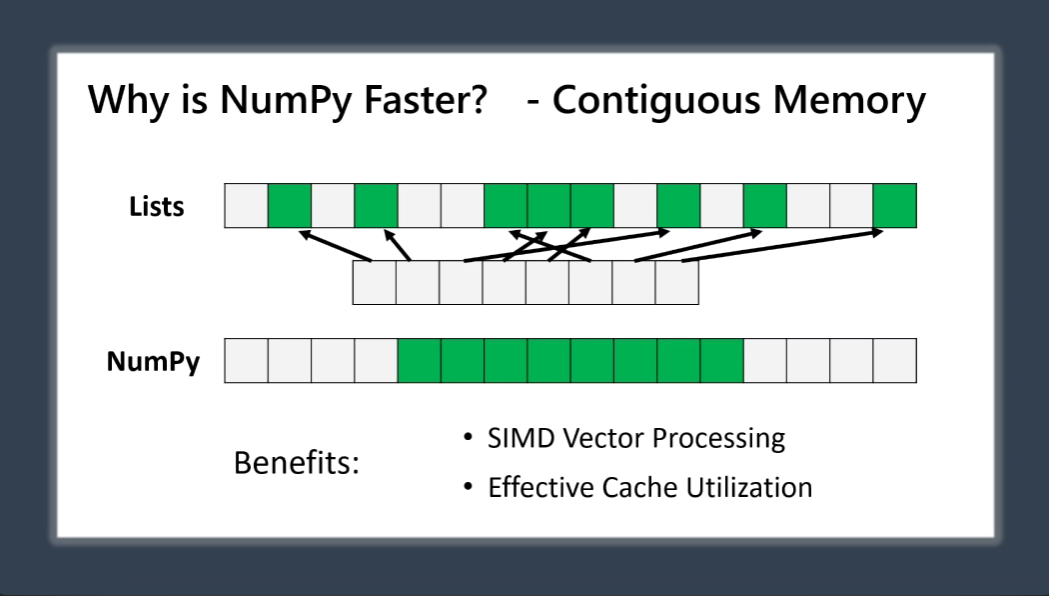 Why is NumPy Faster? - Contiguous Memory
Lists
NumPy
Benefits:
• SIMD Vector Processing
• Effective Cache Utilization